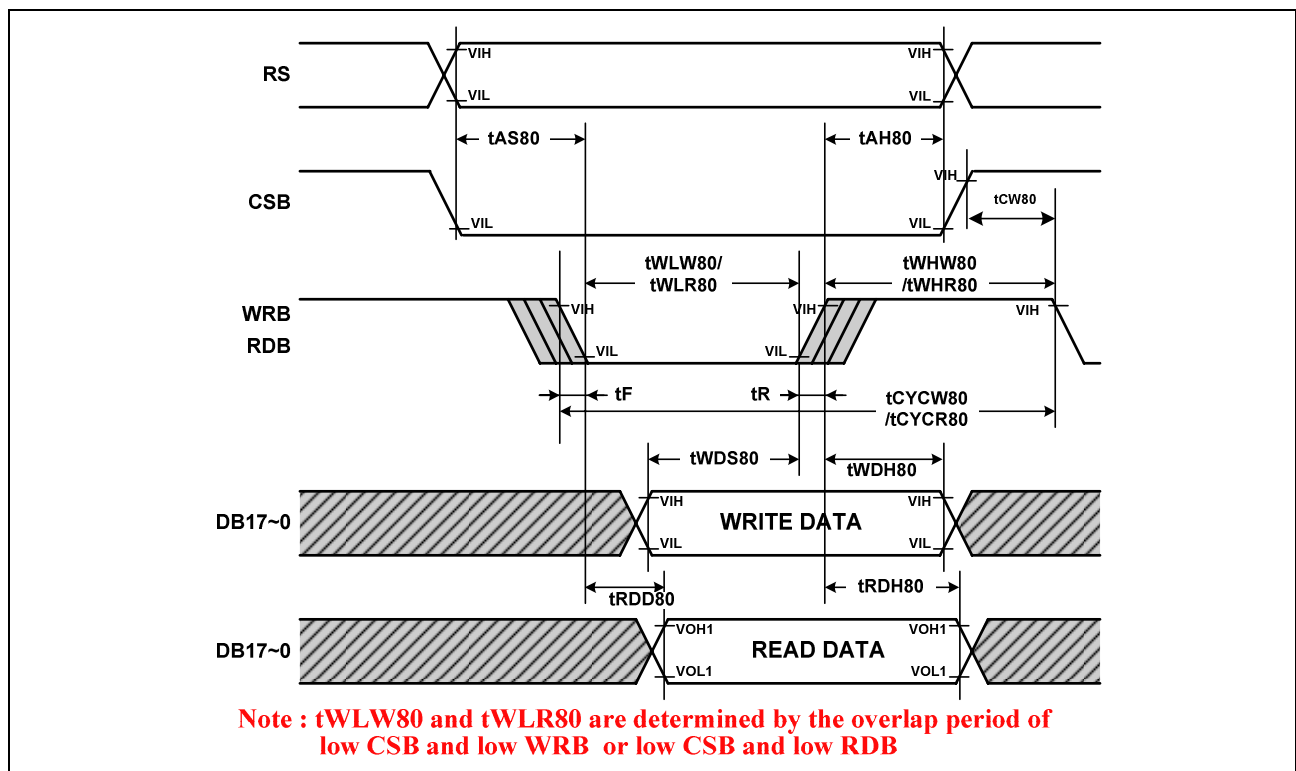 VIH
RS
VIL
VIL
tAS80
tAH80
VIH
CSB
tCW80
VIL
VIL
tWLW80/
tWLR80
tWHW80
/tWHR80
WRB
VIH
VIH
VIH
RDB
VIL
VIL
tF
tR
tCYCW80
/tCYCR80
tWDS80
tWDH80
VIH
VIH
DB17~0
WRITE DATA
VIL
VIL
tRDD80
tRDH80
VOH1
VOH1
DB17~0
READ DATA
VOL1
VOL1
Note : tWLW80 and tWLR80 are determined by the overlap period of
low CSB and low WRB or low CSB and low RDB